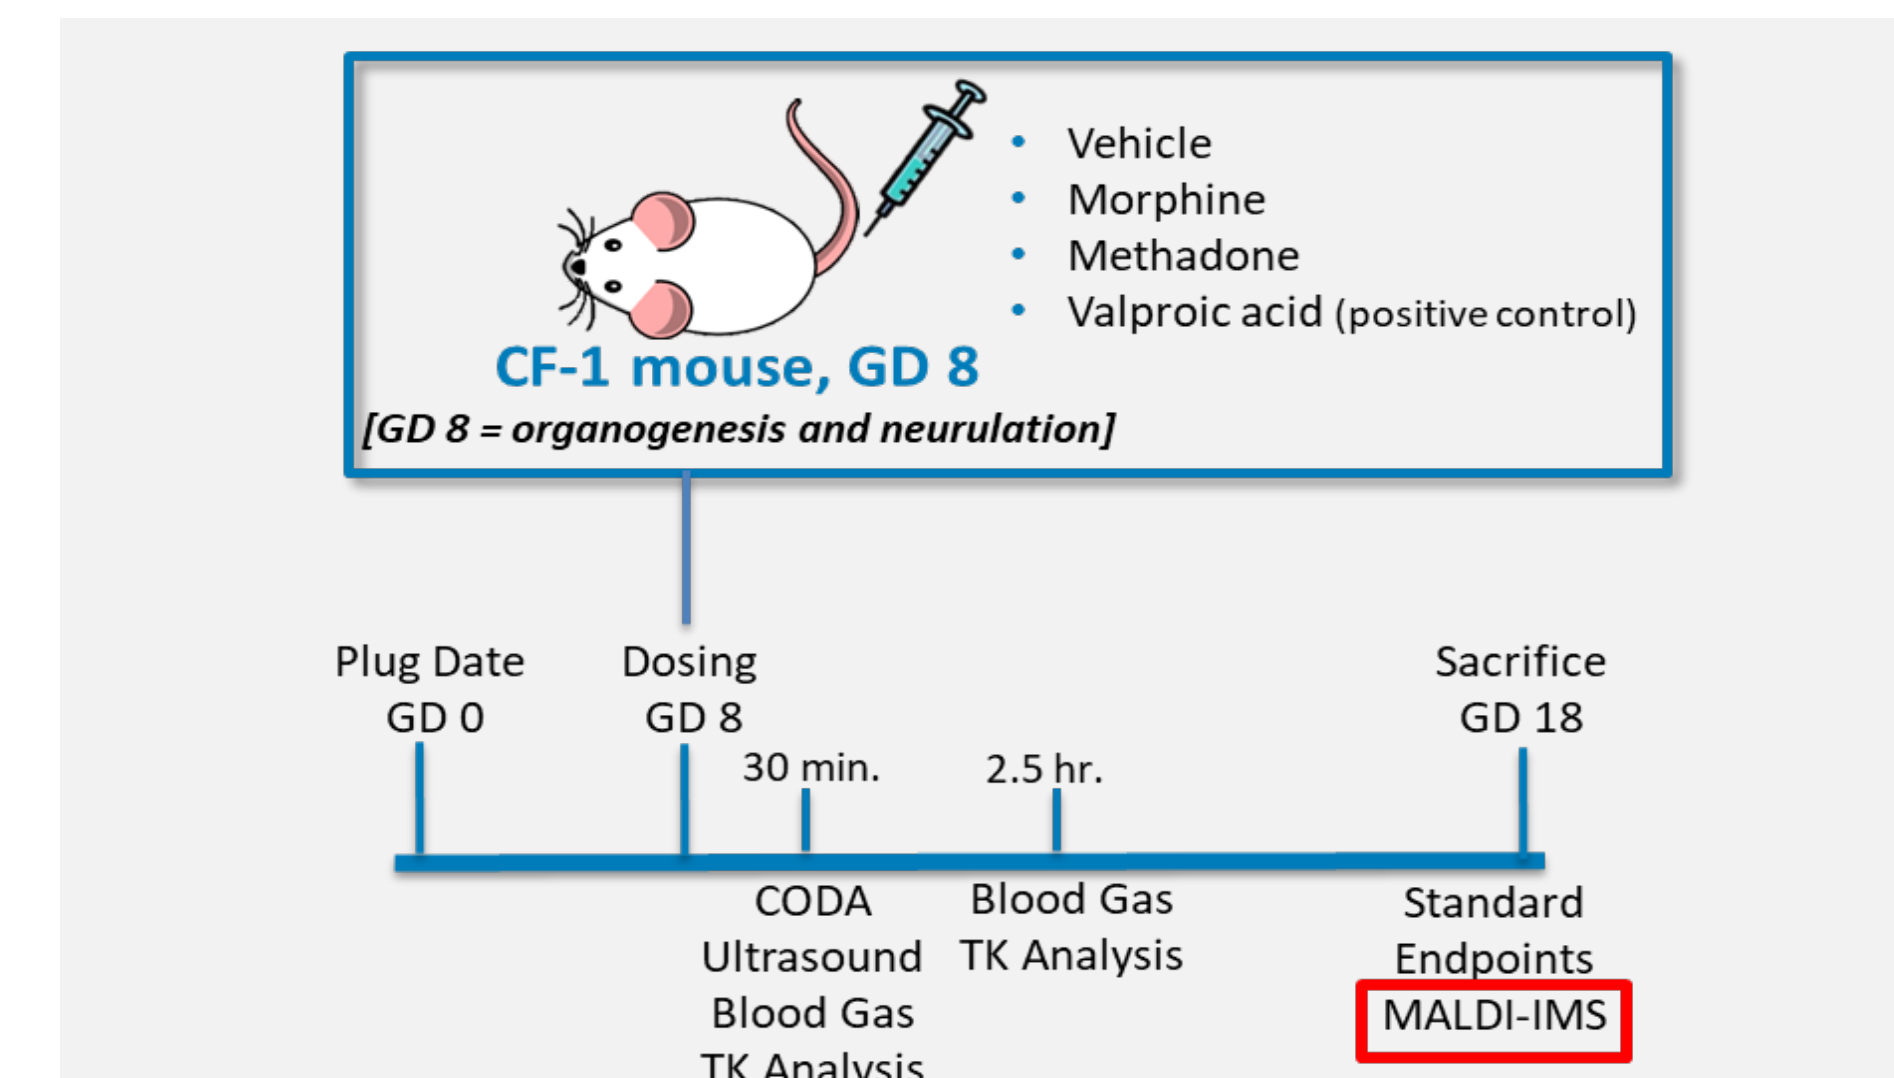 Vehicle
Morphine
Methadone
Valproic acid (positive control)
CF-1 mouse, GD 8
[GD 8 = organogenesis and neurulation]
Plug Date
GD 0
Dosing
GD 8
Sacrifice
GD 18
30 min.
2.5 hr.
CODA
Ultrasound
Blood Gas
TK Analysis
Blood Gas
TK Analysis
Standard
Endpoints
MALDI-IMS